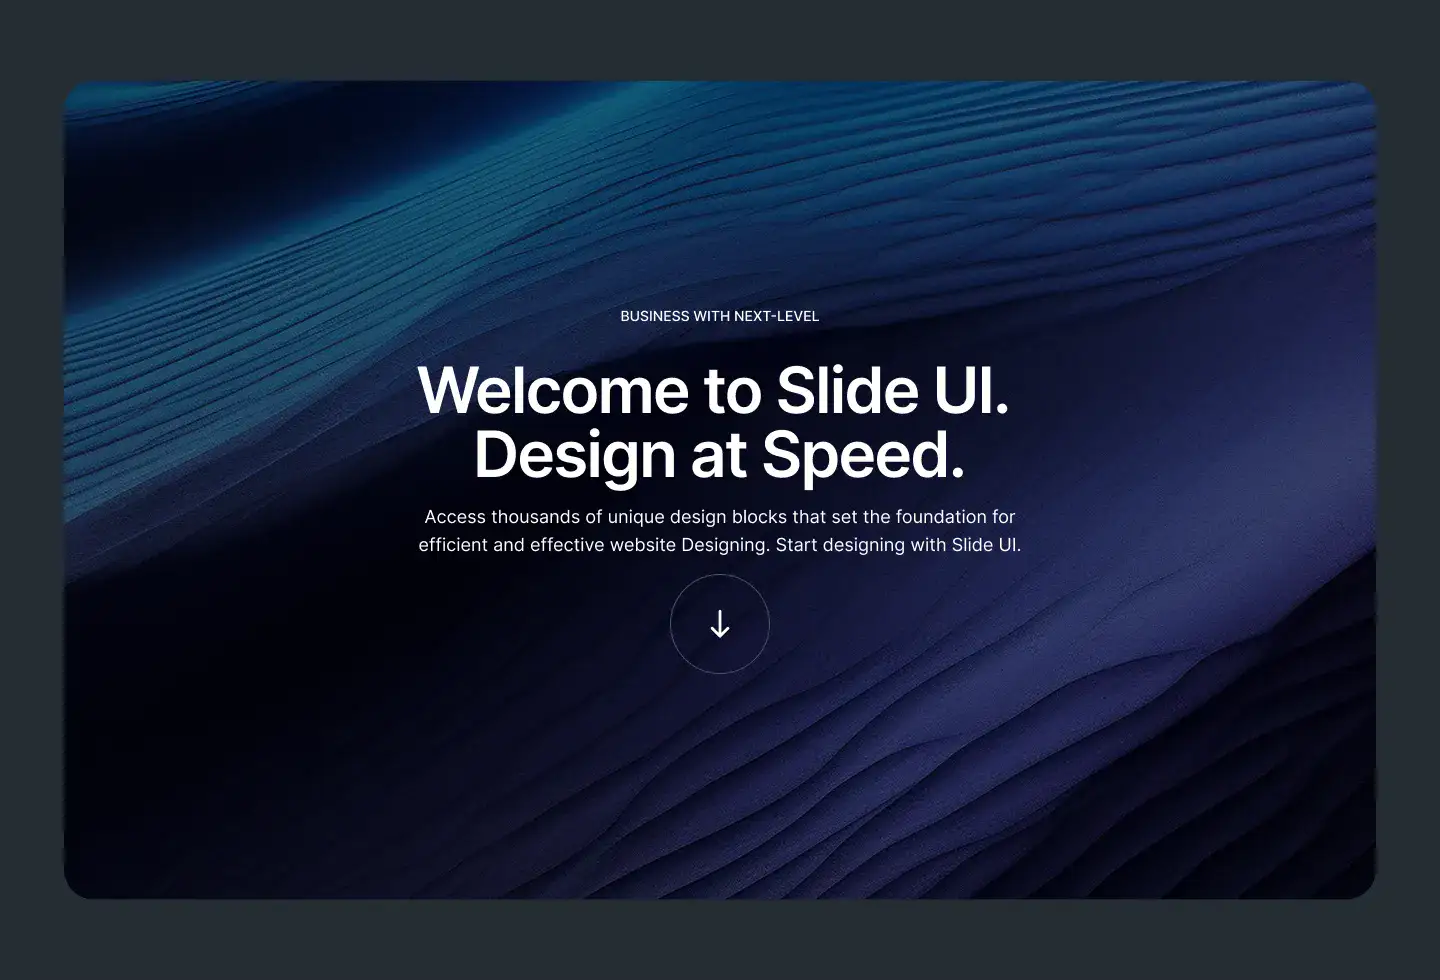 BUSINESS WITH NEXT-LEVEL
Welcome to Slide UI.
Design at Speed.
Access thousands of unique design blocks that set the foundation for
efficient and effective website Designing. Start designing with Slide UI.